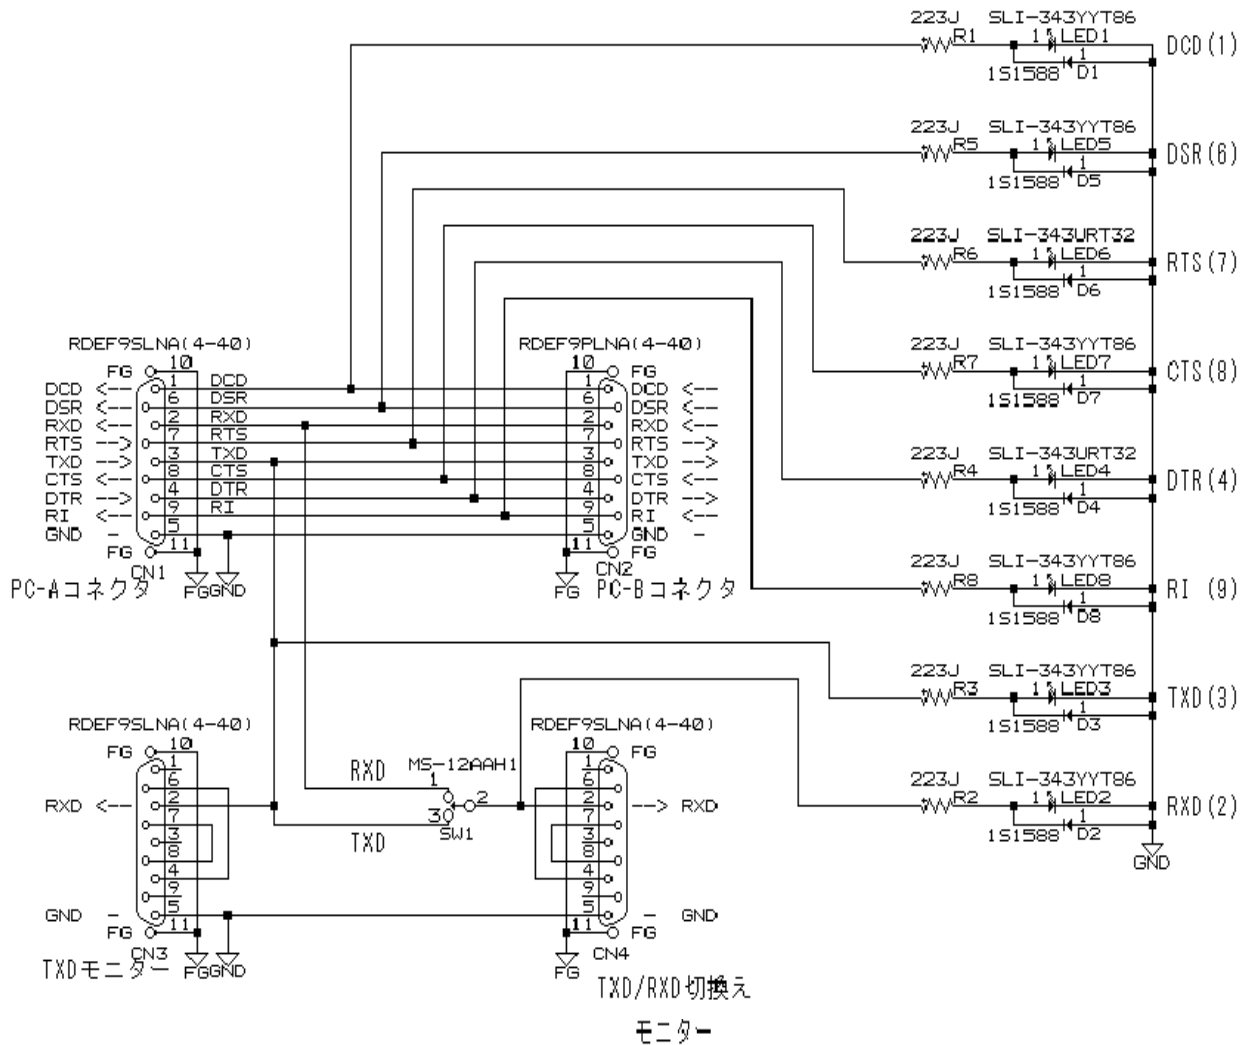 223J SLI-343YYT86
R1 1 LED1 DCD(1)
1
1S1588 D1
223J SLI-343YYT86
R5 1 LED5 DSR(6)
1
1S1588 D5
223J SLI-343URT32
R6 1 LED6 RTS(7)
1
1S1588 D6
223J SLI-343YYT86
R7 1 LED7 CTS(8)
1
1S1588 D7
223J SLI-343URT32
R4 1 LED4 DTR(4)
1
1S1588 D4
223J SLI-343YYT86
R8 1 LED8 RI (9)
1
1S1588 D8
223J SLI-343YYT86
R3 1 LED3 TXD(3)
1
1S1588 D3
223J SLI-343YYT86
R2 1 LED2 RXD(2)
1
1S1588 D2
GND
RDEF9SLNA(4-40)
FG 10
DCD <-- 1 DCD
DSR <-- 6 DSR
RXD <-- 2 RXD
RTS --> 7 RTS
TXD --> 3 TXD
CTS <-- 8 CTS
DTR --> 4 DTR
RI <-- 9 RI
GND - 5
FG 11
CN1
PC-Aコネクタ FG GND
RDEF9PLNA(4-40)
10 FG
1 DCD <--
6 DSR <--
2 RXD <--
7 RTS -->
3 TXD -->
8 CTS <--
4 DTR -->
9 RI <--
5 GND -
11 FG
CN2
FG PC-Bコネクタ
RDEF9SLNA(4-40)
FG 10
1
6
RXD <-- 2
7
3
8
4
9
GND - 5
FG 11
CN3
TXDモニター FG GND
RXD MS-12AAH1
1
2
3
TXD SW1
RDEF9SLNA(4-40)
10 FG
1
6
2 --> RXD
7
3
8
4
9
5 - GND
11 FG
CN4
FG
TXD/RXD切換え
モニター